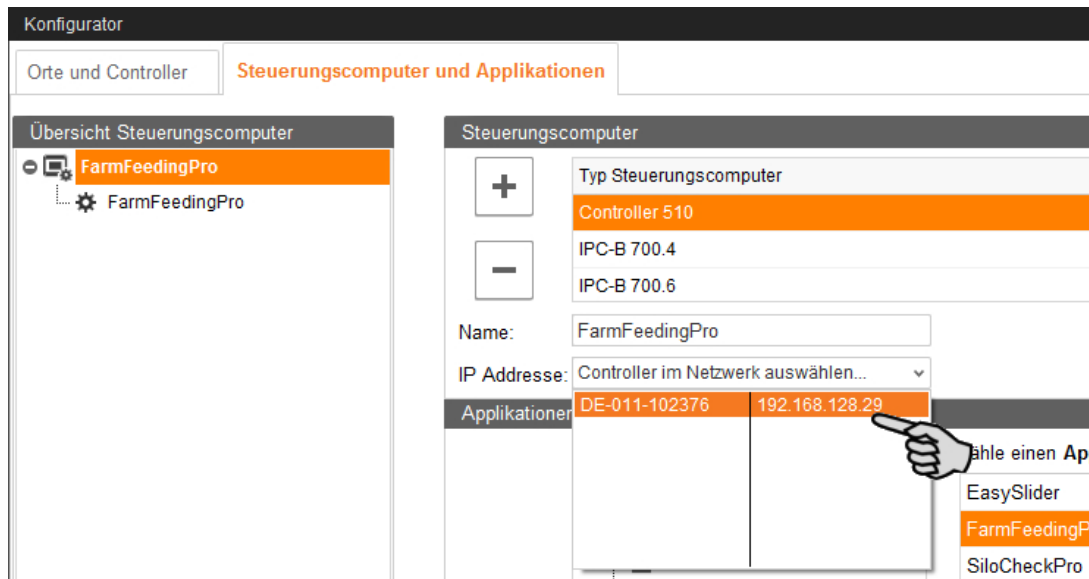 Konfigurator
Orte und Controller
Steuerungscomputer und Applikationen
Übersicht Steuerungscomputer
FarmFeedingPro
FarmFeedingPro
Steuerungscomputer
Typ Steuerungscomputer
Controller 510
IPC-B 700.4
IPC-B 700.6
Name: FarmFeedingPro
IP Addresse: Controller im Netzwerk auswählen...
DE-011-102376 192.168.128.29
Applikationen
einen
EasySlider
SiloCheckPro